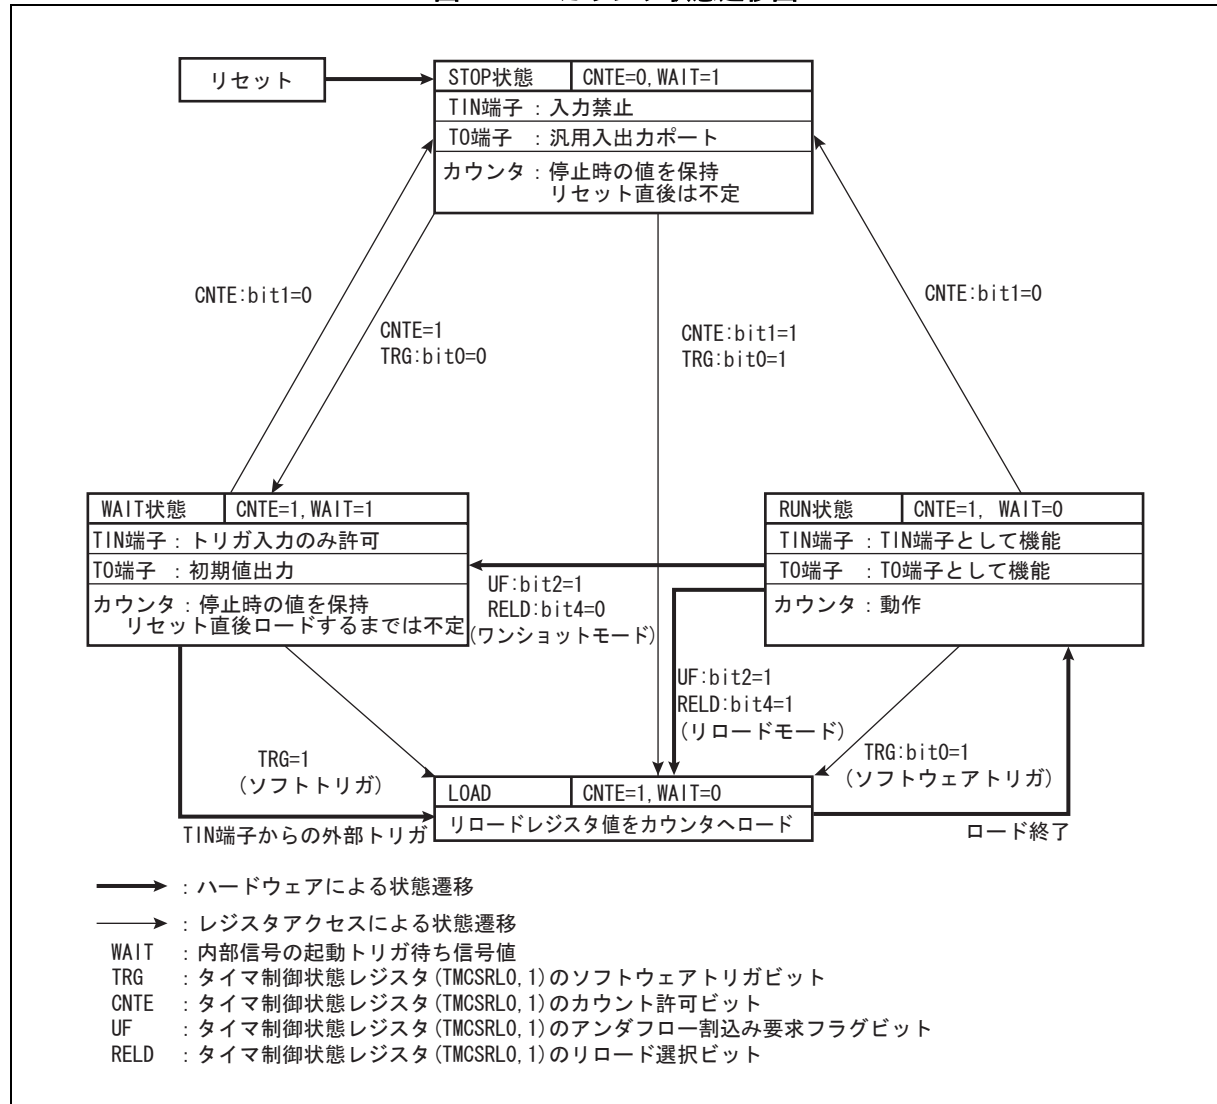 リセット
STOP状態 CNTE=0,WAIT=1
TIN端子：入力禁止
TO端子：汎用入出力ポート
カウンタ：停止時の値を保持
リセット直後は不定
CNTE:bit1=0
CNTE=1
TRG:bit0=0
CNTE:bit1=1
TRG:bit0=1
CNTE:bit1=0
WAIT状態 CNTE=1,WAIT=1
TIN端子：トリガ入力のみ許可
TO端子：初期値出力
カウンタ：停止時の値を保持
リセット直後ロードするまでは不定
RUN状態 CNTE=1, WAIT=0
TIN端子：TIN端子として機能
TO端子：TO端子として機能
カウンタ：動作
UF:bit2=1
RELD:bit4=0
(ワンショットモード)
UF:bit2=1
RELD:bit4=1
(リロードモード)
TRG=1
(ソフトトリガ)
TRG:bit0=1
(ソフトウェアトリガ)
LOAD CNTE=1,WAIT=0
リロードレジスタ値をカウンタへロード
TIN端子からの外部トリガ
ロード終了
：ハードウェアによる状態遷移
：レジスタアクセスによる状態遷移
WAIT ：内部信号の起動トリガ待ち信号値
TRG ：タイマ制御状態レジスタ(TMCSRL0,1)のソフトウェアトリガビット
CNTE ：タイマ制御状態レジスタ(TMCSRL0,1)のカウント許可ビット
UF ：タイマ制御状態レジスタ(TMCSRL0,1)のアンダフロー割込み要求フラグビット
RELD ：タイマ制御状態レジスタ(TMCSRL0,1)のリロード選択ビット